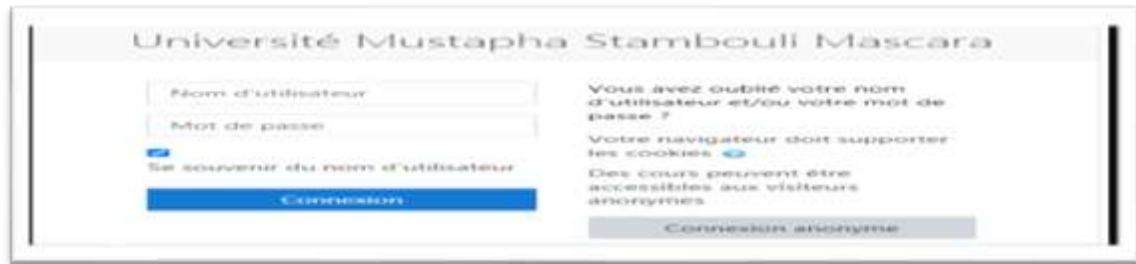 Université Mustapha Stambouli Mascara
Nom d'utilisateur
Mot de passe
Se souvenir du nom d'utilisateur
Connexion
Vous avez oublié votre nom
d'utilisateur et/ou votre mot de
passe ?
Votre navigateur doit supporter
les cookies
Des cours peuvent être
accessibles aux visiteurs
anonymes
Connexion anonyme